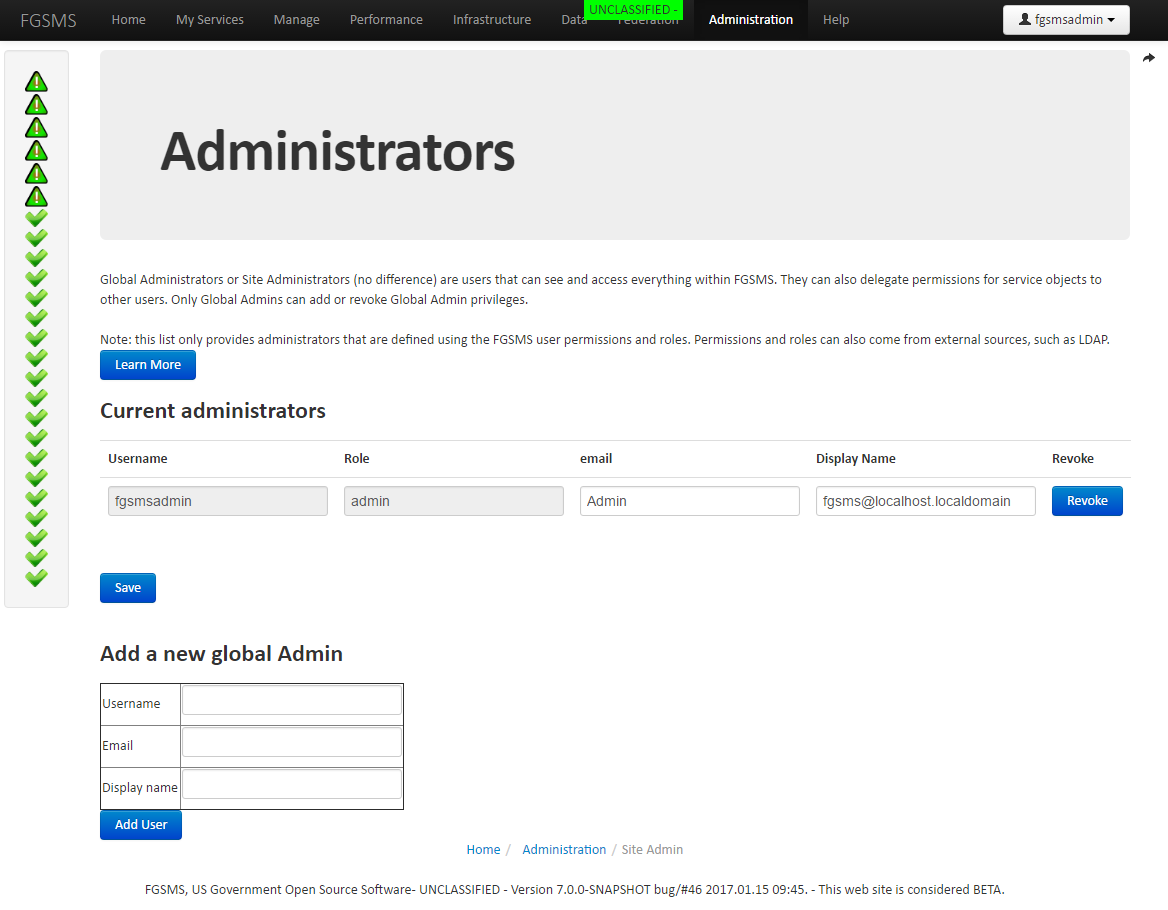 FGSMS Home My Services Manage Performance Infrastructure Data UNCLASSIFIED - Federation Administration Help fgsmsadmin
Administrators
Global Administrators or Site Administrators (no difference) are users that can see and access everything within FGSMS. They can also delegate permissions for service objects to
other users. Only Global Admins can add or revoke Global Admin privileges.
Note: this list only provides administrators that are defined using the FGSMS user permissions and roles. Permissions and roles can also come from external sources, such as LDAP.
Learn More
Current administrators
Username Role email Display Name Revoke
fgsmsadmin admin Admin fgsms@localhost.localdomain Revoke
Save
Add a new global Admin
Username
Email
Display name
Add User
Home / Administration / Site Admin
FGSMS, US Government Open Source Software- UNCLASSIFIED - Version 7.0.0-SNAPSHOT bug/#46 2017.01.15 09:45. - This web site is considered BETA.